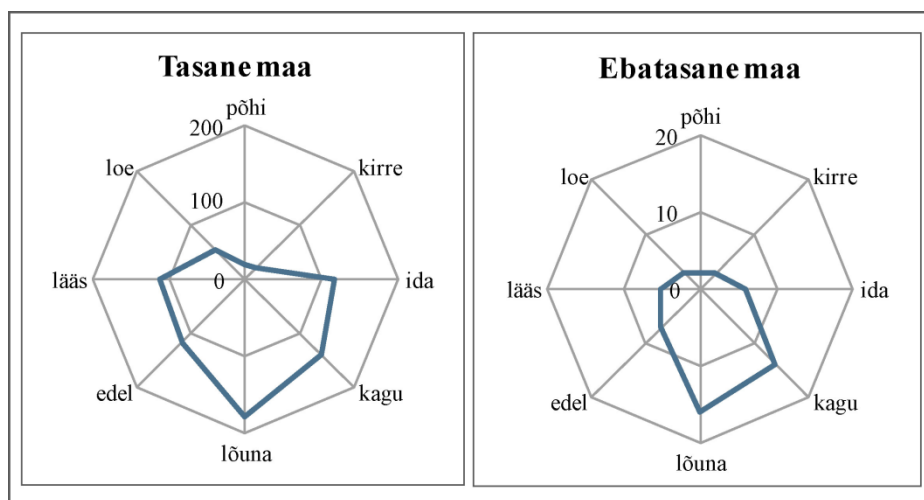 Tasane maa
põhi
200
loe
kirre
100
0
lääs
ida
edel
kagu
lõuna
Ebatasane maa
põhi
20
loe
kirre
10
0
lääs
ida
edel
kagu
lõuna